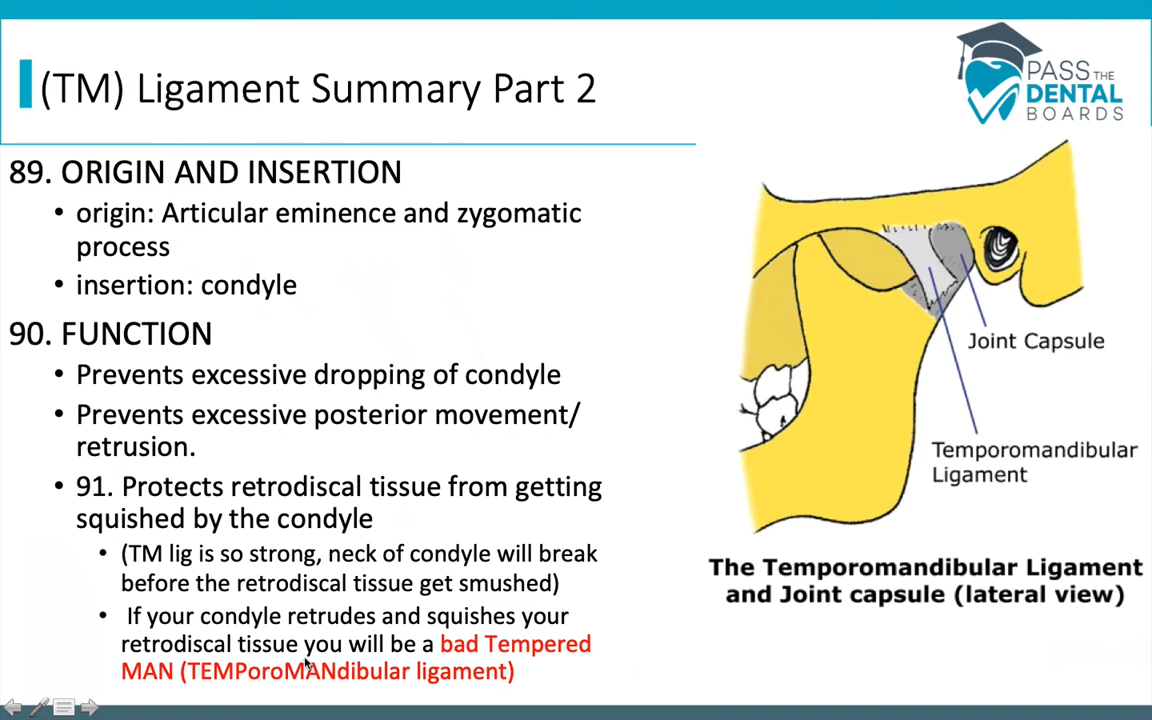 (TM) Ligament Summary Part 2
PASS THE
DENTAL
BOARDS
89. ORIGIN AND INSERTION
• origin: Articular eminence and zygomatic
process
• insertion: condyle
90. FUNCTION
• Prevents excessive dropping of condyle
• Prevents excessive posterior movement/
retrusion.
• 91. Protects retrodiscal tissue from getting
squished by the condyle
• (TM lig is so strong, neck of condyle will break
before the retrodiscal tissue get smushed)
• If your condyle retrudes and squishes your
retrodiscal tissue you will be a bad Tempered
MAN (TEMPoroMANdibular ligament)
Joint Capsule
Temporomandibular
Ligament
The Temporomandibular Ligament
and Joint capsule (lateral view)